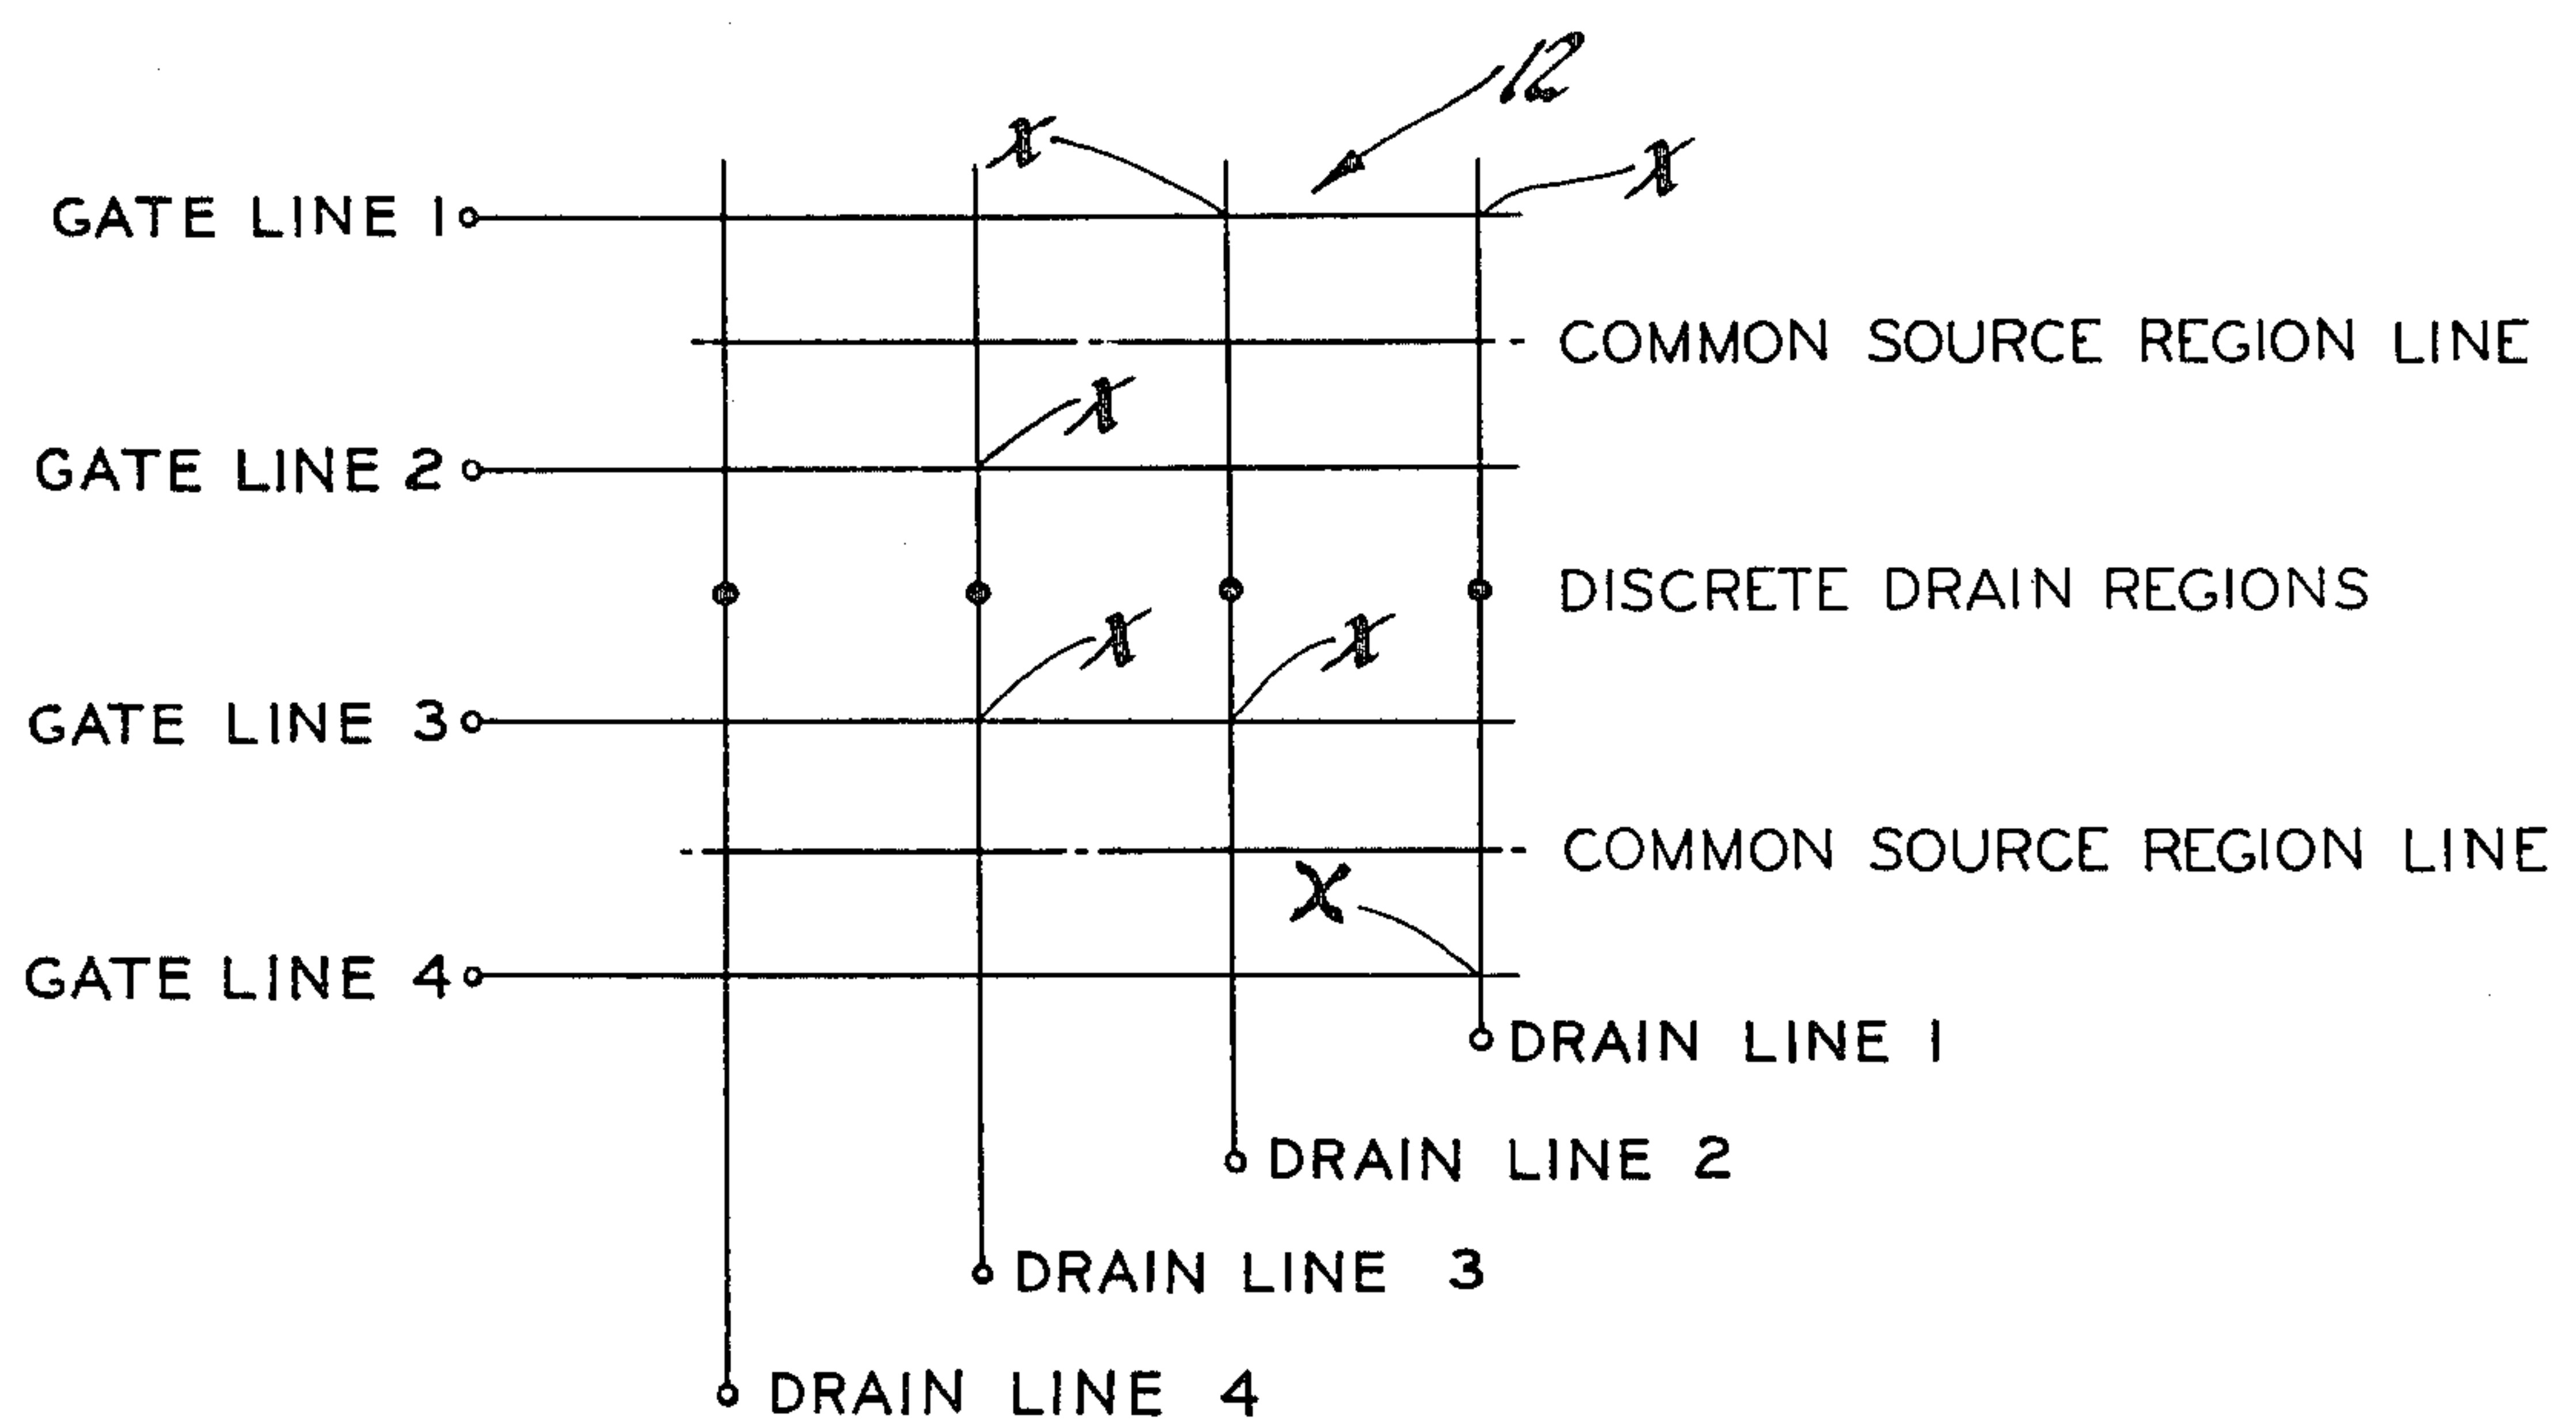 12
x
x
GATE LINE 1
COMMON SOURCE REGION LINE
x
GATE LINE 2
DISCRETE DRAIN REGIONS
x
x
GATE LINE 3
COMMON SOURCE REGION LINE
x
GATE LINE 4
DRAIN LINE 1
DRAIN LINE 2
DRAIN LINE 3
DRAIN LINE 4